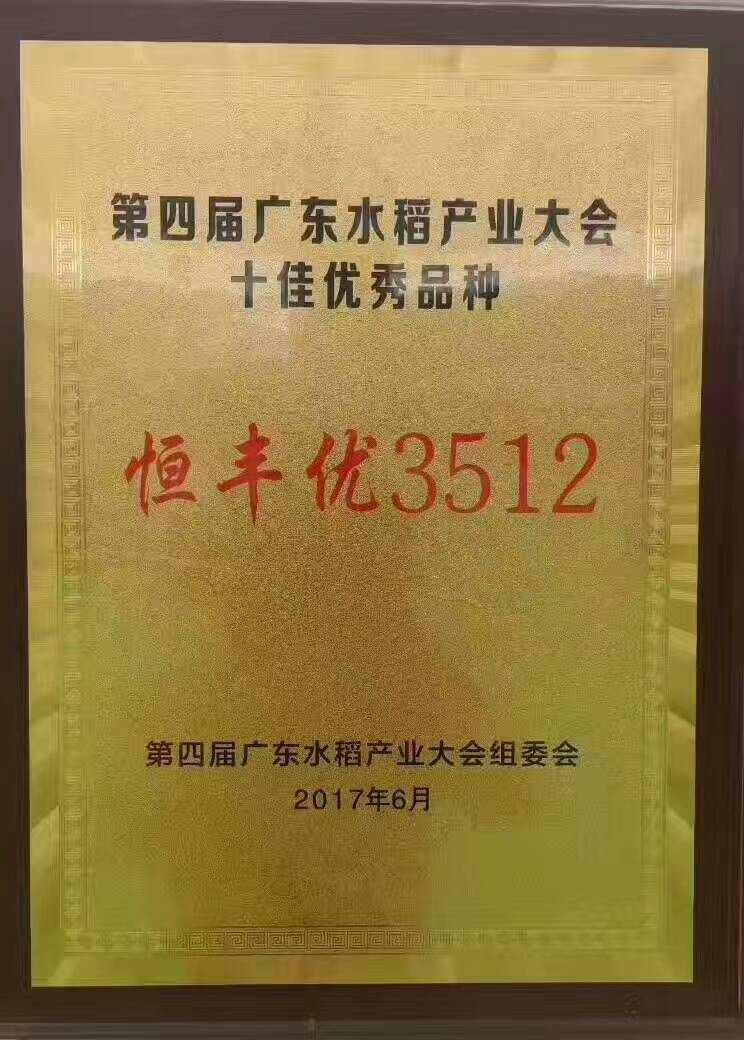 第四届广东水稻产业大会
十佳优秀品种
恒丰优3512
第四届广东水稻产业大会组委会
2017年6月